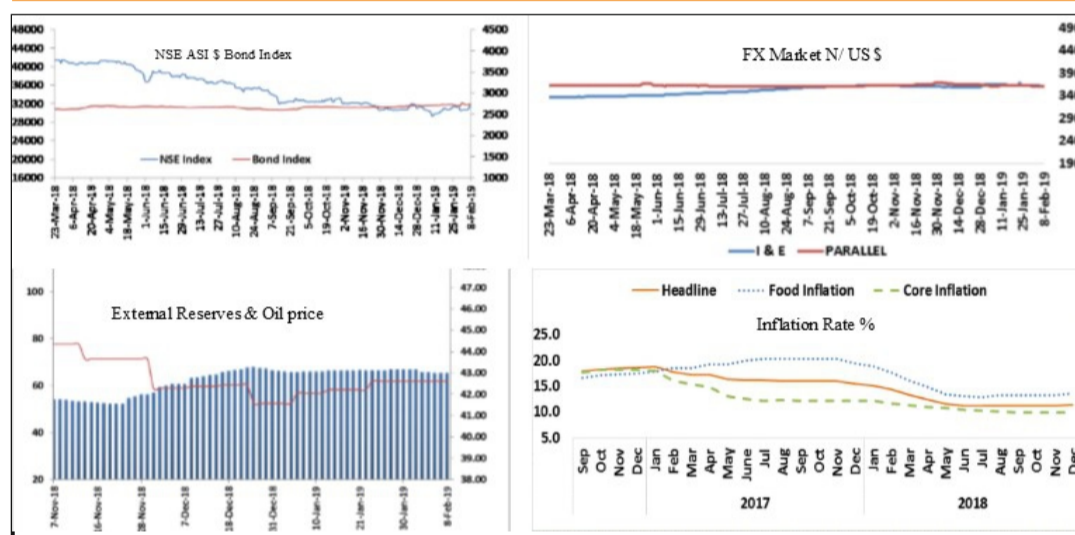 NSE ASI $ Bond Index
48000
44000
40000
36000
32000
28000
24000
20000
16000
4500
4000
3500
3000
2500
2000
1500
1000
NSE Index
Bond Index
23-Mar-18
6-Apr-18
20-Apr-18
4-May-18
18-May-18
1-Jun-18
15-Jun-18
29-Jun-18
13-Jul-18
27-Jul-18
10-Aug-18
24-Aug-18
7-Sep-18
21-Sep-18
5-Oct-18
19-Oct-18
2-Nov-18
16-Nov-18
30-Nov-18
14-Dec-18
28-Dec-18
11-Jan-19
25-Jan-19
8-Feb-19
FX Market N/ US $
490
390
340
290
240
190
23-Mar-18
6-Apr-18
20-Apr-18
4-May-18
18-May-18
1-Jun-18
15-Jun-18
29-Jun-18
13-Jul-18
27-Jul-18
10-Aug-18
24-Aug-18
7-Sep-18
21-Sep-18
5-Oct-18
19-Oct-18
2-Nov-18
16-Nov-18
30-Nov-18
14-Dec-18
28-Dec-18
11-Jan-19
25-Jan-19
8-Feb-19
I & E
PARALLEL
External Reserves & Oil price
100
80
60
40
20
47.00
46.00
45.00
44.00
43.00
42.00
41.00
40.00
39.00
38.00
7-Nov-18
16-Nov-18
28-Nov-18
7-Dec-18
18-Dec-18
31-Dec-18
10-Jan-19
21-Jan-19
30-Jan-19
8-Feb-19
Headline
Food Inflation
Core Inflation
Inflation Rate %
25.0
20.0
15.0
10.0
5.0
Sep
Oct
Nov
Dec
Jan
Feb
Mar
Apr
May
June
Jul
Aug
Sep
Oct
Nov
Dec
Jan
Feb
Mar
Apr
May
Jun
Jul
Aug
Sep
Oct
Nov
Dec
2017
2018